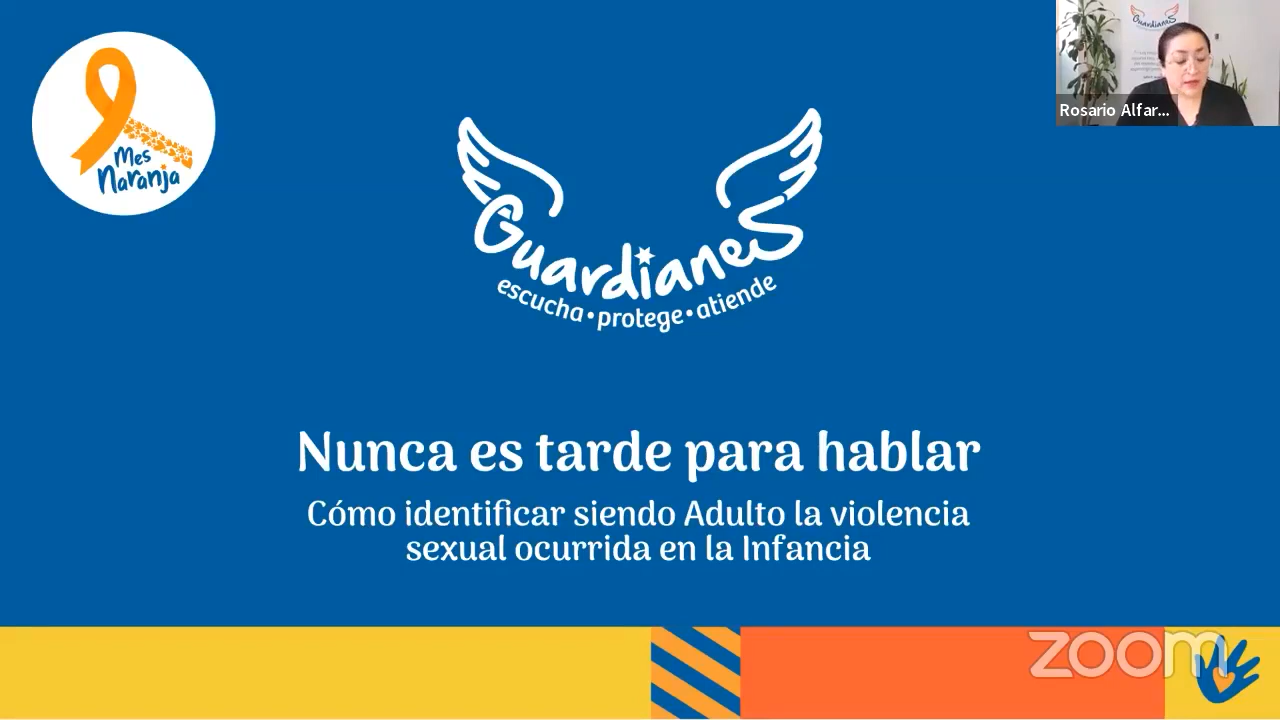 Mes
Naranja
Guardianes
escucha•protege•atiende
Guardianes
Rosario Alfar...
Nunca es tarde para hablar
Cómo identificar siendo Adulto la violencia
sexual ocurrida en la Infancia
zoom